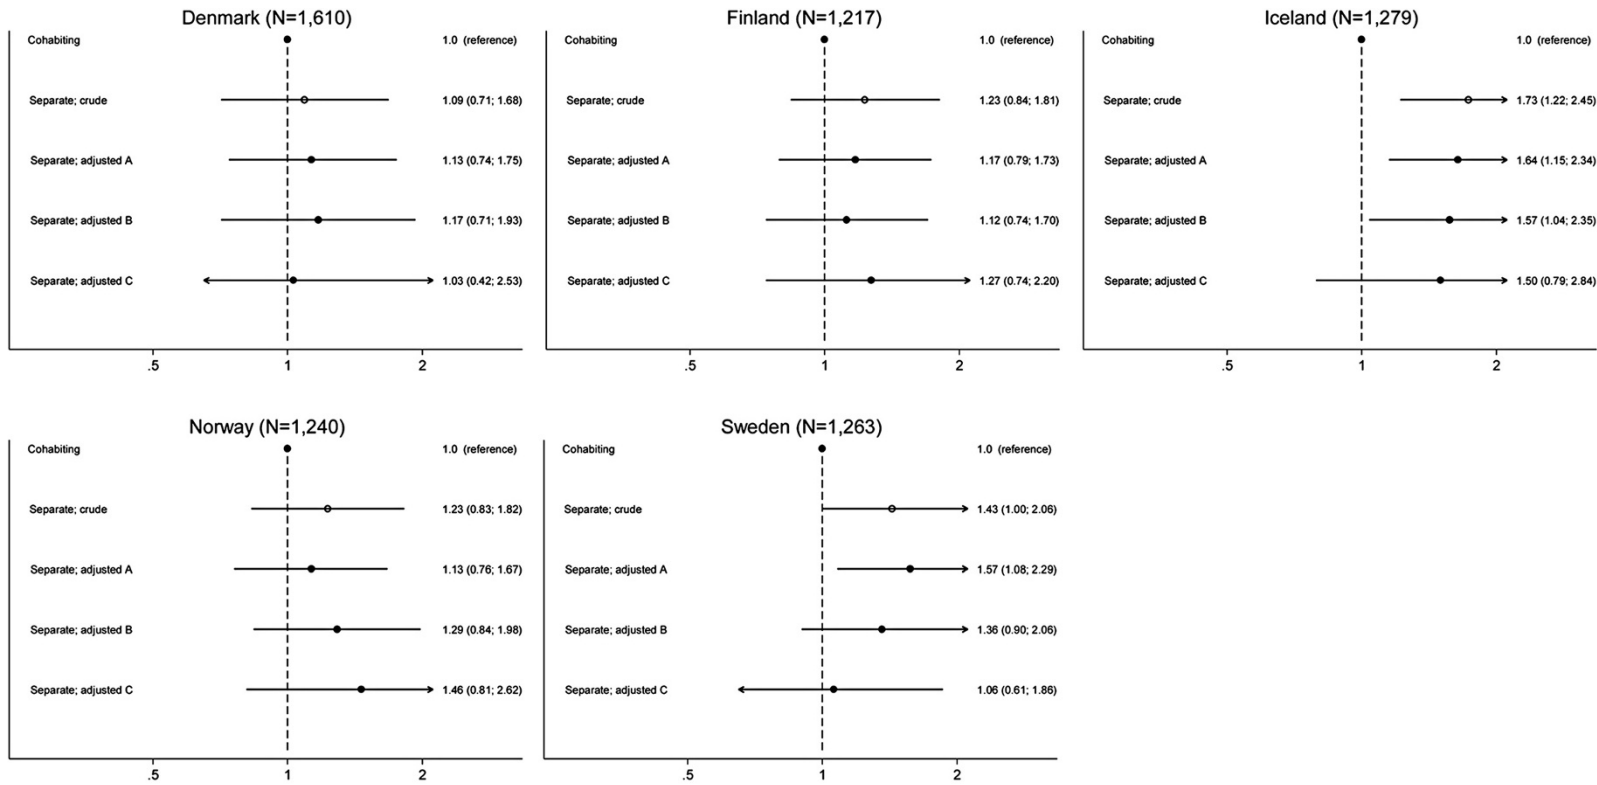 Denmark (N=1,610)
Cohabiting 1.0 (reference)
Separate; crude 1.09 (0.71; 1.68)
Separate; adjusted A 1.13 (0.74; 1.75)
Separate; adjusted B 1.17 (0.71; 1.93)
Separate; adjusted C 1.03 (0.42; 2.53)
.5 1 2
Finland (N=1,217)
Cohabiting 1.0 (reference)
Separate; crude 1.23 (0.84; 1.81)
Separate; adjusted A 1.17 (0.79; 1.73)
Separate; adjusted B 1.12 (0.74; 1.70)
Separate; adjusted C 1.27 (0.74; 2.20)
.5 1 2
Iceland (N=1,279)
Cohabiting 1.0 (reference)
Separate; crude 1.73 (1.22; 2.45)
Separate; adjusted A 1.64 (1.15; 2.34)
Separate; adjusted B 1.57 (1.04; 2.35)
Separate; adjusted C 1.50 (0.79; 2.84)
.5 1 2
Norway (N=1,240)
Cohabiting 1.0 (reference)
Separate; crude 1.23 (0.83; 1.82)
Separate; adjusted A 1.13 (0.76; 1.67)
Separate; adjusted B 1.29 (0.84; 1.98)
Separate; adjusted C 1.46 (0.81; 2.62)
.5 1 2
Sweden (N=1,263)
Cohabiting 1.0 (reference)
Separate; crude 1.43 (1.00; 2.06)
Separate; adjusted A 1.57 (1.08; 2.29)
Separate; adjusted B 1.36 (0.90; 2.06)
Separate; adjusted C 1.06 (0.61; 1.86)
.5 1 2